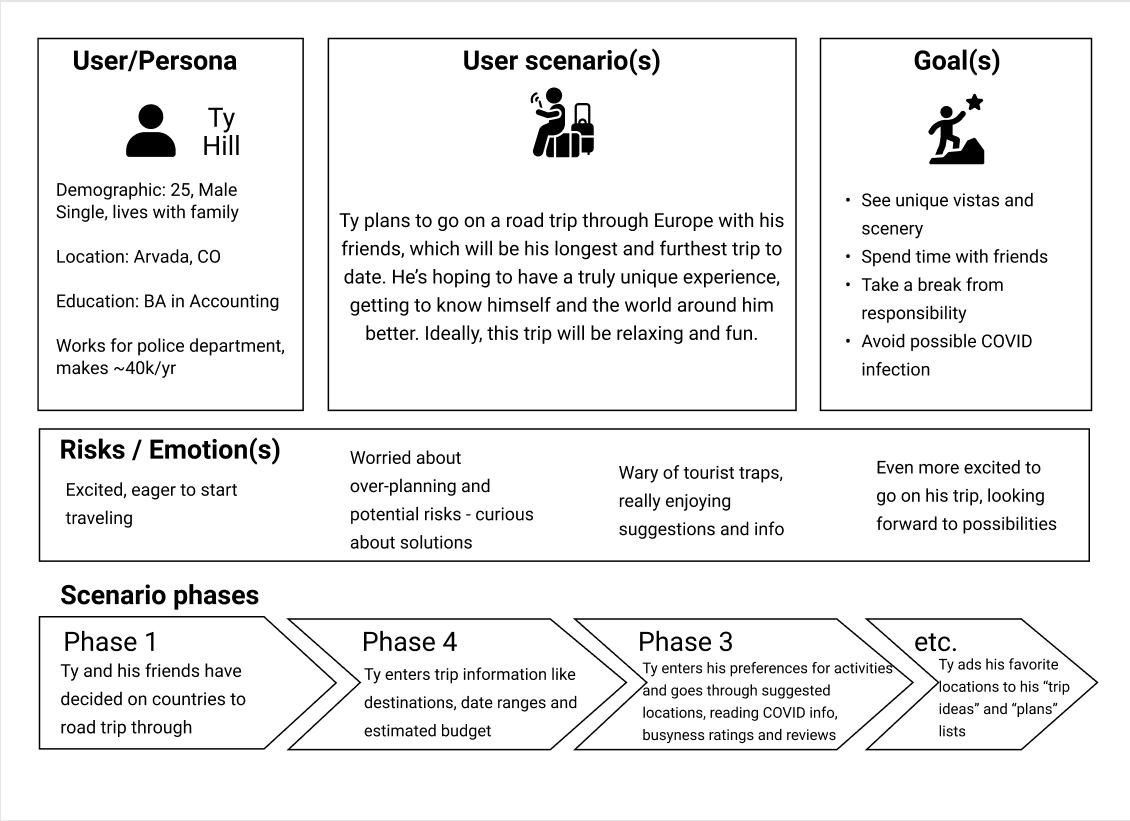 User/Persona
Ty
Hill
Demographic: 25, Male
Single, lives with family
Location: Arvada, CO
Education: BA in Accounting
Works for police department,
makes ~40k/yr
User scenario(s)
Ty plans to go on a road trip through Europe with his
friends, which will be his longest and furthest trip to
date. He’s hoping to have a truly unique experience,
getting to know himself and the world around him
better. Ideally, this trip will be relaxing and fun.
Goal(s)
• See unique vistas and
scenery
• Spend time with friends
• Take a break from
responsibility
• Avoid possible COVID
infection
Risks / Emotion(s)
Excited, eager to start
traveling
Worried about
over-planning and
potential risks - curious
about solutions
Wary of tourist traps,
really enjoying
suggestions and info
Even more excited to
go on his trip, looking
forward to possibilities
Scenario phases
Phase 1
Ty and his friends have
decided on countries to
road trip through
Phase 4
Ty enters trip information like
destinations, date ranges and
estimated budget
Phase 3
Ty enters his preferences for activities
and goes through suggested
locations, reading COVID info,
busyness ratings and reviews
etc.
Ty ads his favorite
locations to his “trip
ideas” and “plans”
lists